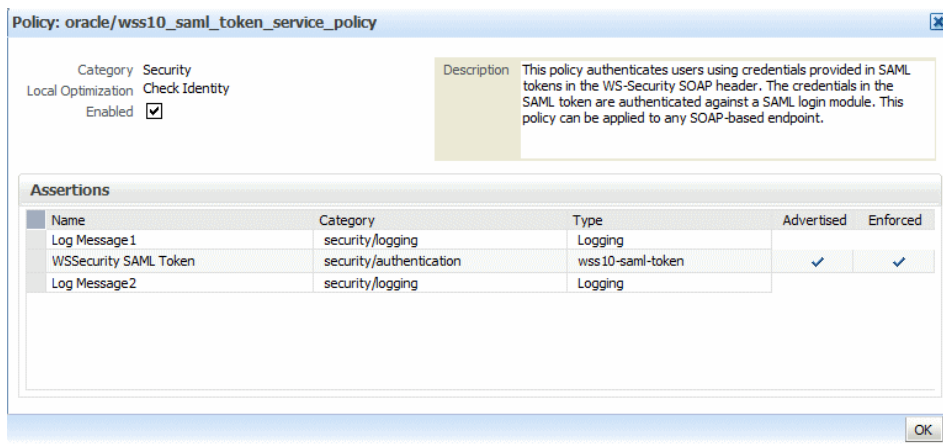 Policy: oracle/wss10_saml_token_service_policy
Category Security
Local Optimization Check Identity
Enabled
Description This policy authenticates users using credentials provided in SAML
tokens in the WS-Security SOAP header. The credentials in the
SAML token are authenticated against a SAML login module. This
policy can be applied to any SOAP-based endpoint.
Assertions
Name Category Type Advertised Enforced
Log Message1 security/logging Logging
WSSecurity SAML Token security/authentication wss10-saml-token
Log Message2 security/logging Logging
OK